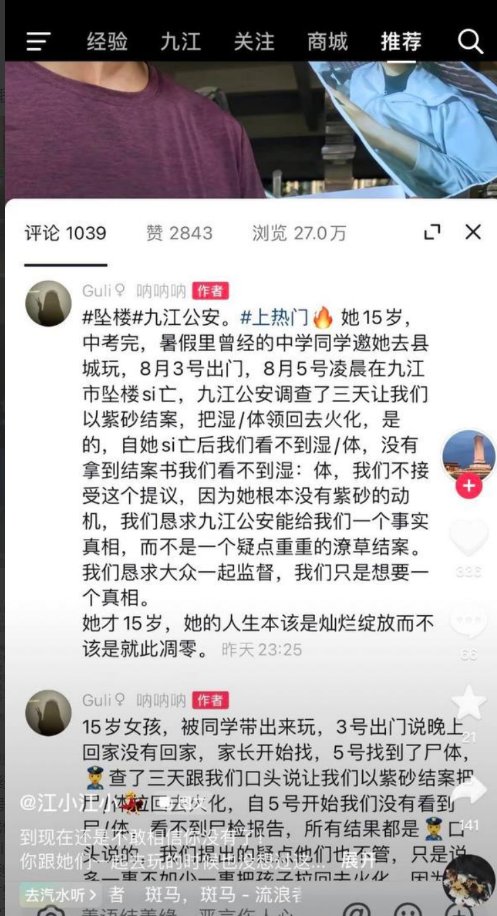 经验 九江 关注 商城 推荐
评论 1039 赞 2843 浏览 27.0万
Guli♀ 呐呐呐 作者
#坠楼#九江公安。#上热门🔥 她15岁，
中考完，暑假里曾经的中学同学邀她去县
城玩，8月3号出门，8月5号凌晨在九江
市坠楼si亡，九江公安调查了三天让我们
以紫砂结案，把湿/体领回去火化，是
的，自她si亡后我们看不到湿/体，没有
拿到结案书我们看不到湿：体，我们不接
受这个提议，因为她根本没有紫砂的动
机，我们恳求九江公安能给我们一个事实
真相，而不是一个疑点重重的潦草结案。
我们恳求大众一起监督，我们只是想要一
个真相。
她才15岁，她的人生本该是灿烂绽放而不
该是就此凋零。 昨天23:25
336
66
21
141
Guli♀ 呐呐呐 作者
15岁女孩，被同学带出来玩，3号出门说晚上
回家没有回家，家长开始找，5号找到了尸体，
👮查了三天跟我们口头说让我们以紫砂结案把
火化，自5号开始我们没有看到
@江小汪小
尸/体，看不到尸检报告，所有结果都是👮口
到现在还是不敢相信你没有了！
疑点他们也不管，只是说
你跟她们一起去玩的时候也没想过这... 展开
去汽水听 〉 者 斑马，斑马 - 流浪